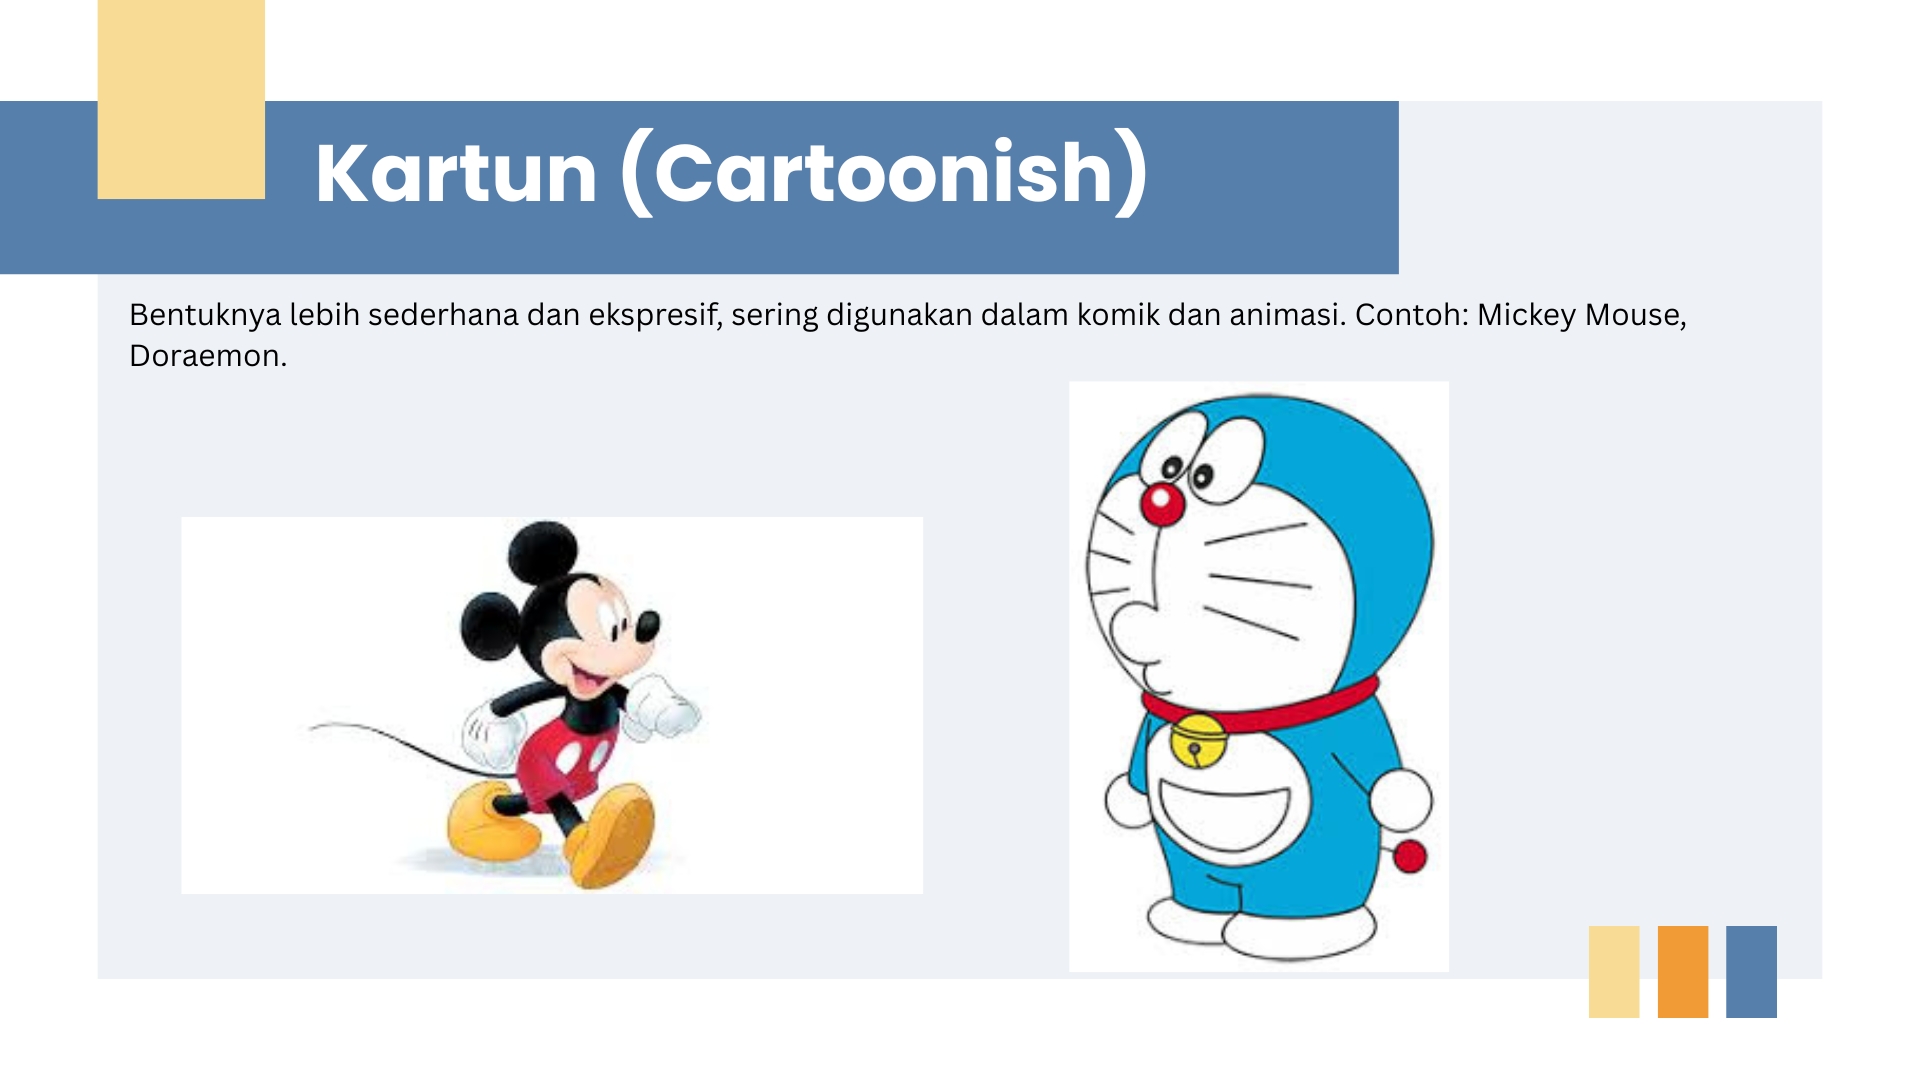 Kartun (Cartoonish)
Bentuknya lebih sederhana dan ekspresif, sering digunakan dalam komik dan animasi. Contoh: Mickey Mouse,
Doraemon.